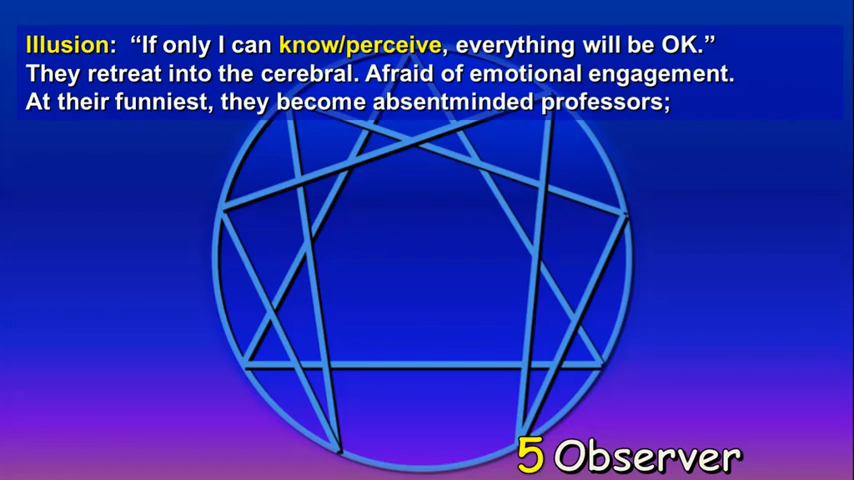 Illusion:  “If only I can know/perceive, everything will be OK.”
They retreat into the cerebral. Afraid of emotional engagement.
At their funniest, they become absentminded professors;
5 Observer